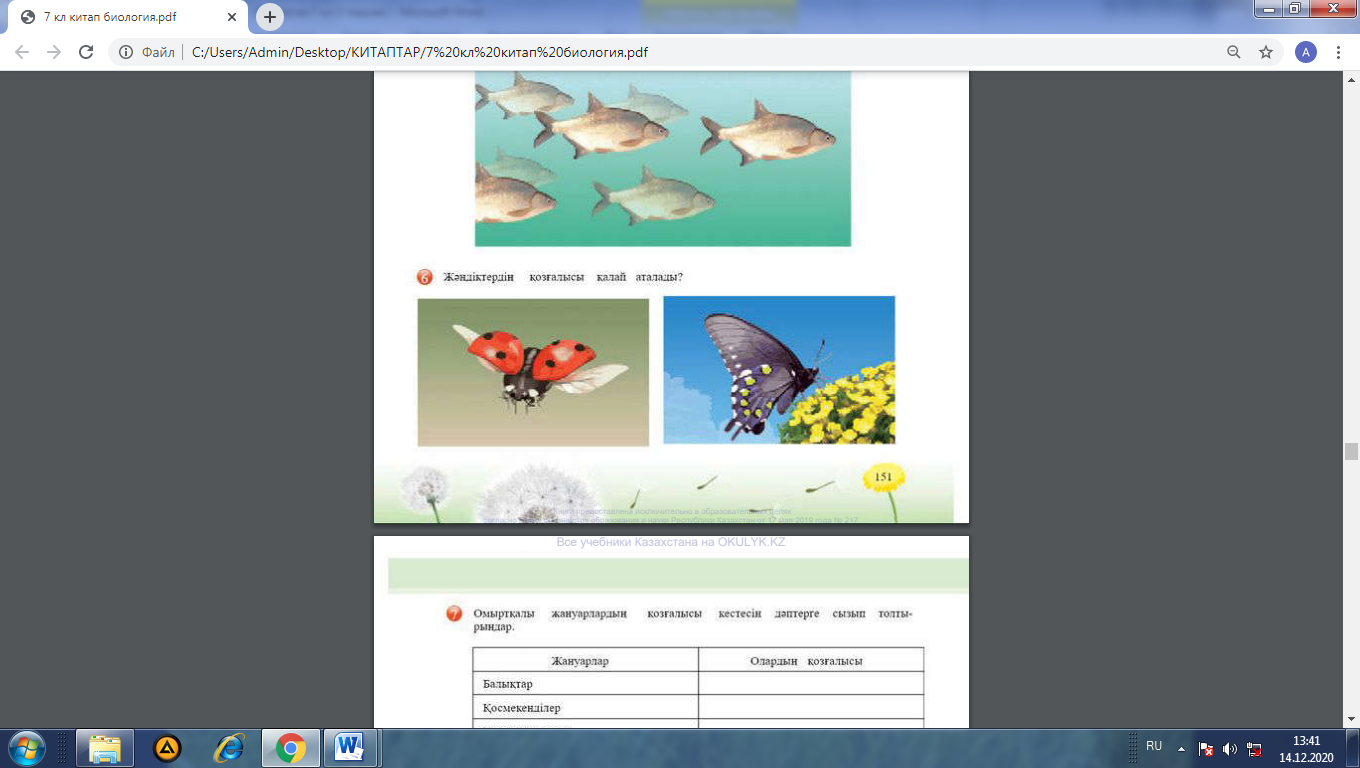 7 кл китап биология.pdf
Файл
C:/Users/Admin/Desktop/КИТАПТАР/7%20кл%20китап%20биология.pdf
A
6 Жәндіктердің қозғалысы қалай аталады?
151
Все учебники Казахстана на OKULYK.KZ
7 Омыртқалы жануарлардың қозғалысы кестесін дәптерге сызып толты-
рыңдар.
Жануарлар Олардың қозғалысы
Балықтар
Қосмекенділер
RU
13:41
14.12.2020